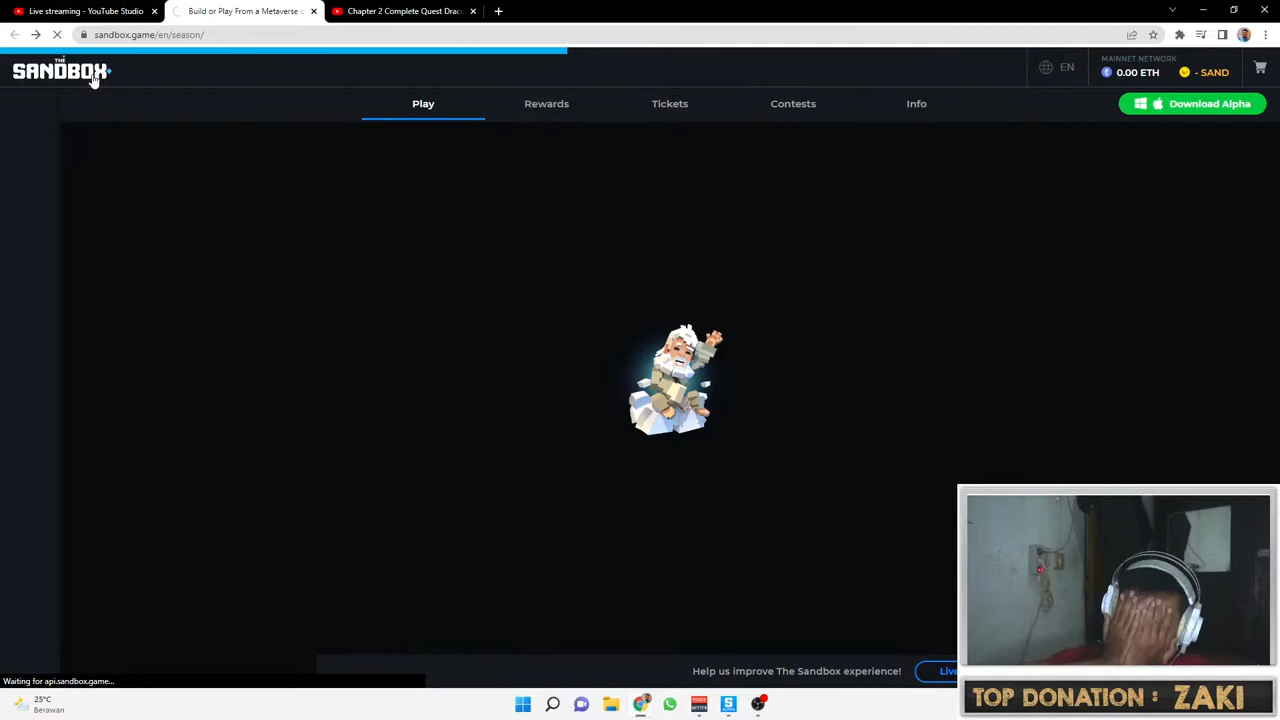 Live streaming - YouTube Studio
Build or Play From a Metaverse o
Chapter 2 Complete Quest Dracu
sandbox.game/en/season/
THE
SANDBOX
EN
MAINNET NETWORK
0.00 ETH
- SAND
Play
Rewards
Tickets
Contests
Info
Download Alpha
Help us improve The Sandbox experience!
Live
Waiting for api.sandbox.game...
25°C
Berawan
TOP DONATION : ZAKI